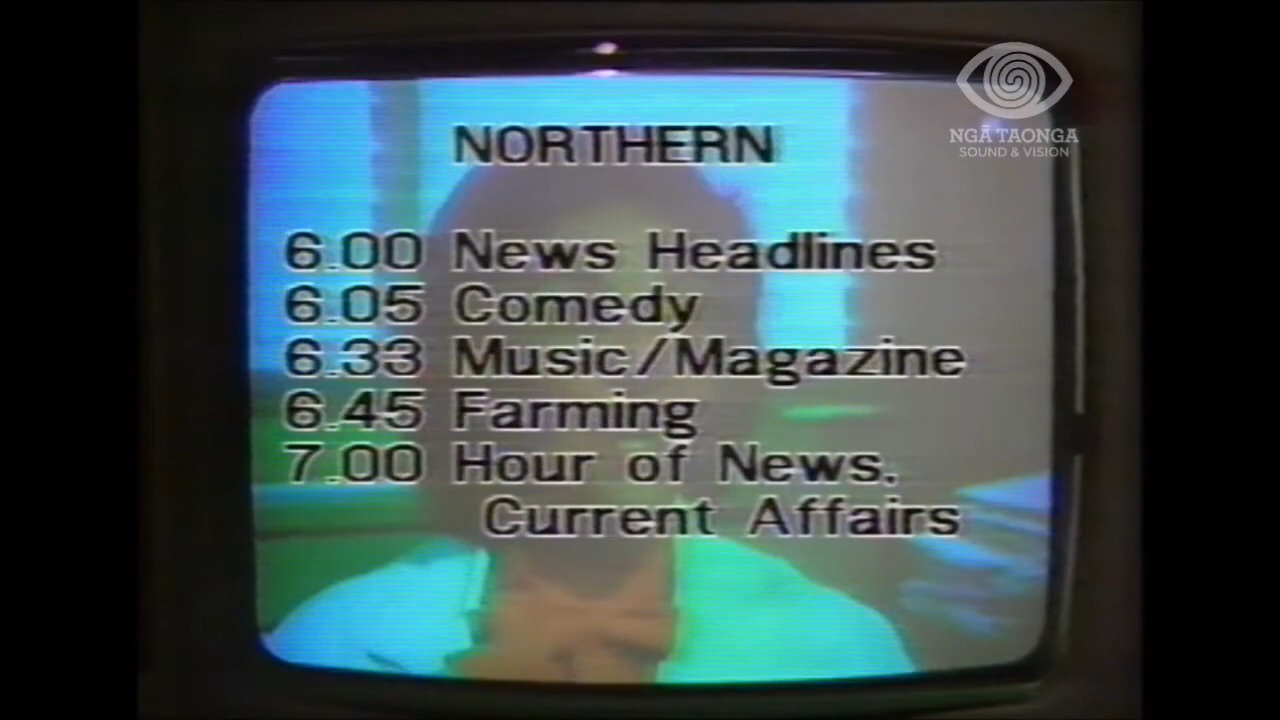 NGĀ TAONGA
SOUND & VISION
NORTHERN
6.00 News Headlines
6.05 Comedy
6.33 Music/Magazine
6.45 Farming
7.00 Hour of News,
Current Affairs